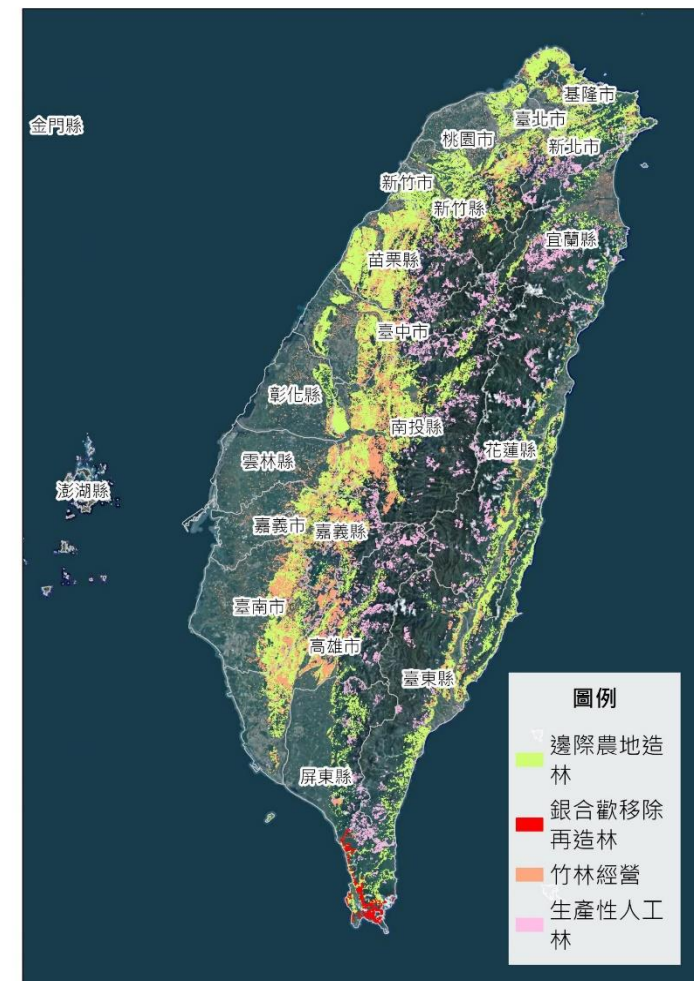 基隆市
金門縣
臺北市
桃園市
新北市
新竹市
新竹縣
宜蘭縣
苗栗縣
臺中市
彰化縣
南投縣
花蓮縣
雲林縣
澎湖縣
嘉義市
嘉義縣
臺南市
高雄市
臺東縣
屏東縣
圖例
邊際農地造
林
銀合歡移除
再造林
竹林經營
生產性人工
林